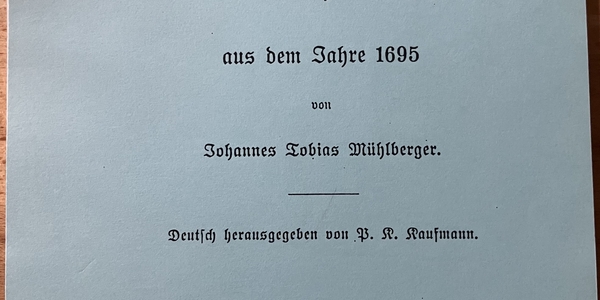 aus dem Jahre 1695
von
Johannes Tobias Mühlberger.
Deutsch herausgegeben von P. K. Kaufmann.